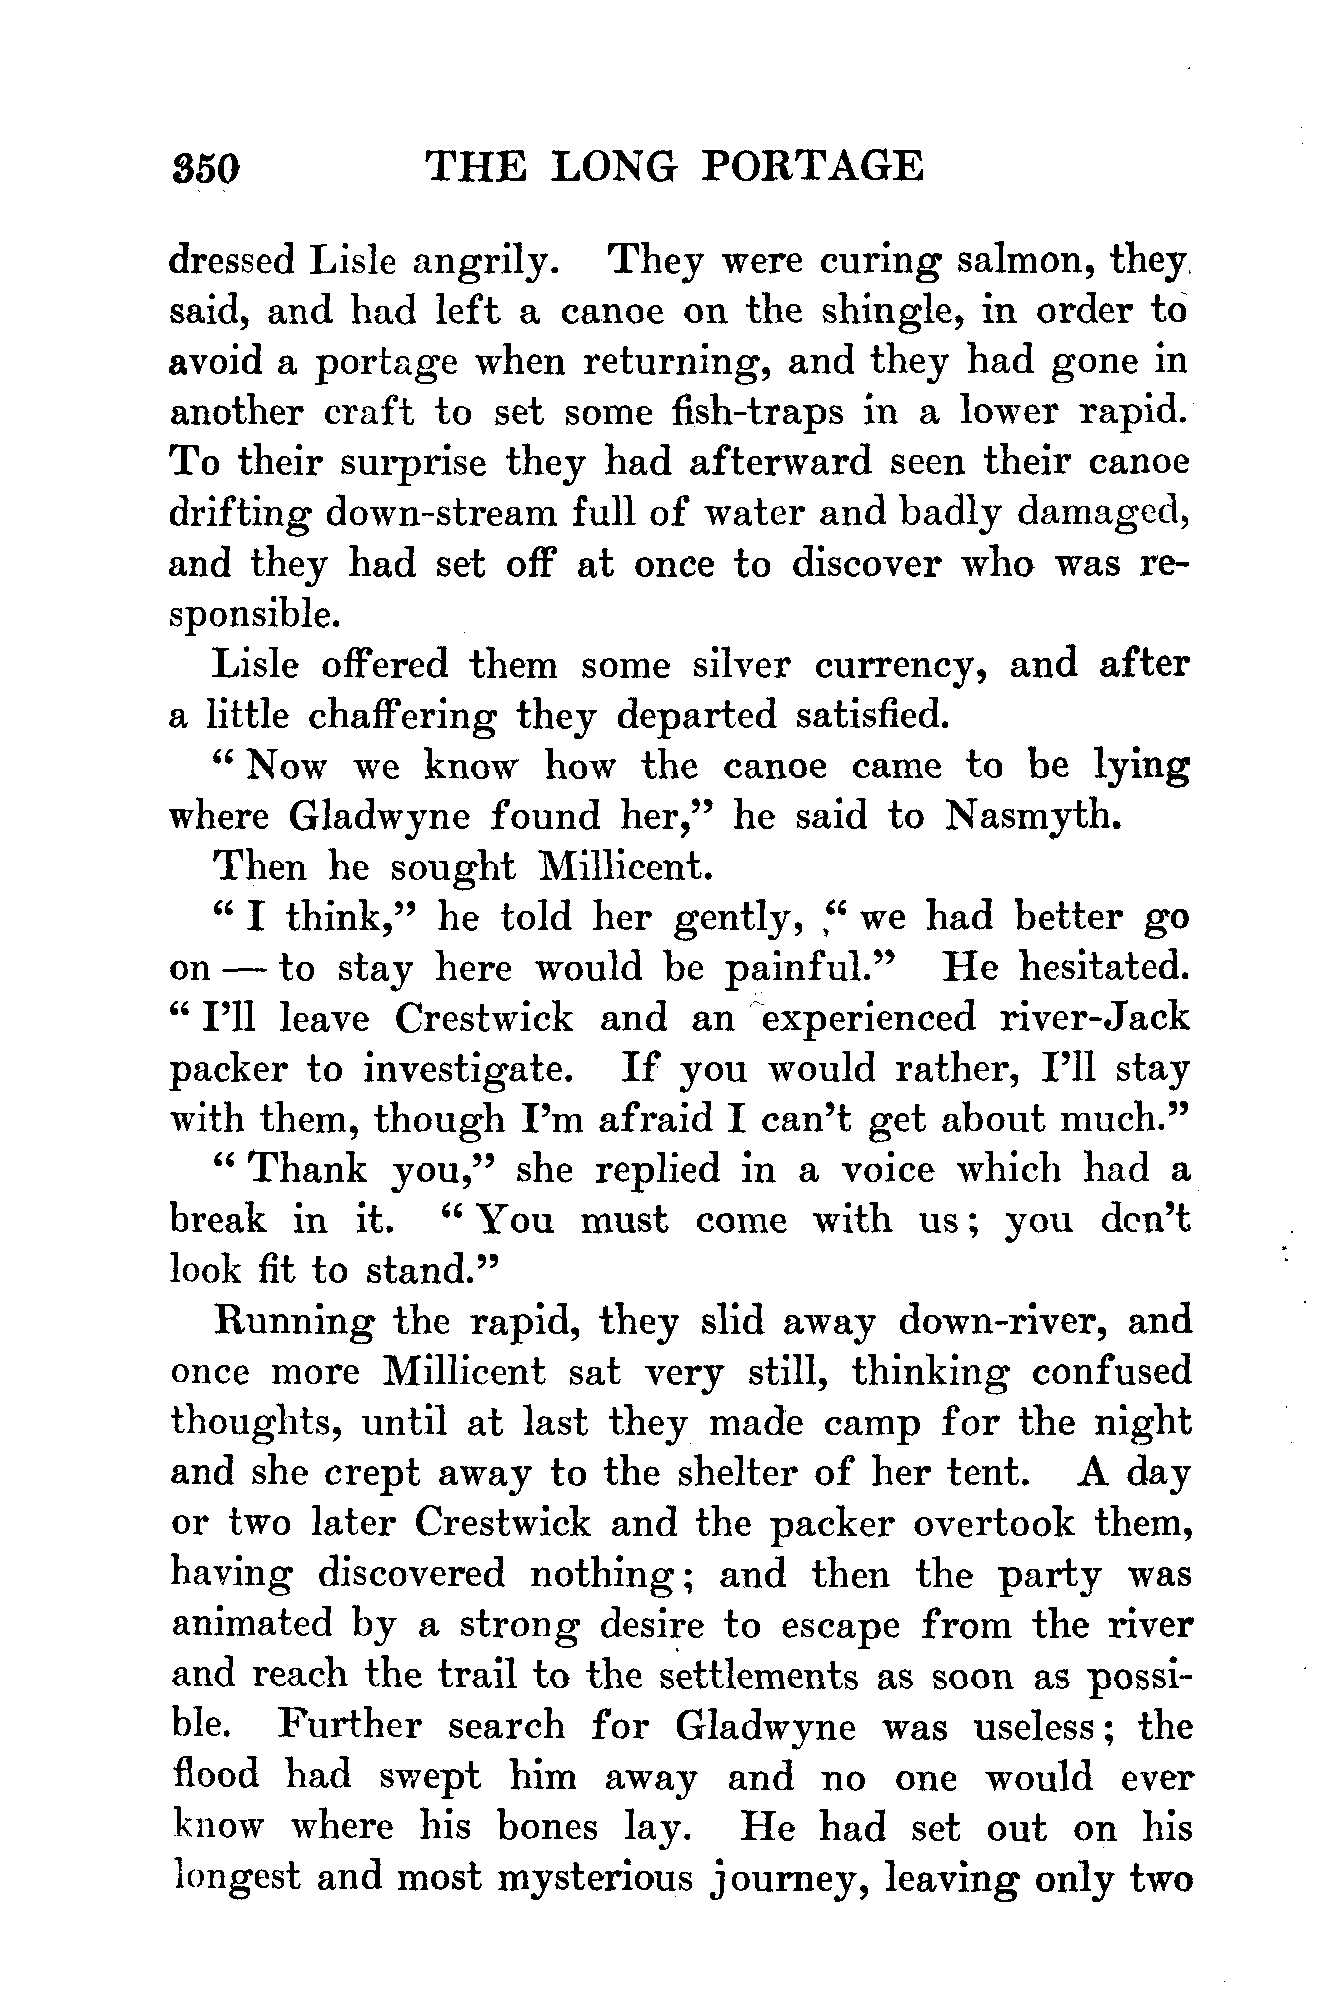 350 THE LONG PORTAGE
dressed Lisle angrily. They were curing salmon, they
said, and had left a canoe on the shingle, in order to
avoid a portage when returning, and they had gone in
another craft to set some fish-traps in a lower rapid.
To their surprise they had afterward seen their canoe
drifting down-stream full of water and badly damaged,
and they had set off at once to discover who was re-
sponsible.
Lisle offered them some silver currency, and after
a little chaffering they departed satisfied.
“ Now we know how the canoe came to be lying
where Gladwyne found her,” he said to Nasmyth.
Then he sought Millicent.
“ I think,” he told her gently, “ we had better go
on — to stay here would be painful.” He hesitated.
“ I’ll leave Crestwick and an experienced river-Jack
packer to investigate. If you would rather, I’ll stay
with them, though I’m afraid I can’t get about much.”
“ Thank you,” she replied in a voice which had a
break in it. “ You must come with us ; you don’t
look fit to stand.”
Running the rapid, they slid away down-river, and
once more Millicent sat very still, thinking confused
thoughts, until at last they made camp for the night
and she crept away to the shelter of her tent. A day
or two later Crestwick and the packer overtook them,
having discovered nothing ; and then the party was
animated by a strong desire to escape from the river
and reach the trail to the settlements as soon as possi-
ble. Further search for Gladwyne was useless ; the
flood had swept him away and no one would ever
know where his bones lay. He had set out on his
longest and most mysterious journey, leaving only two